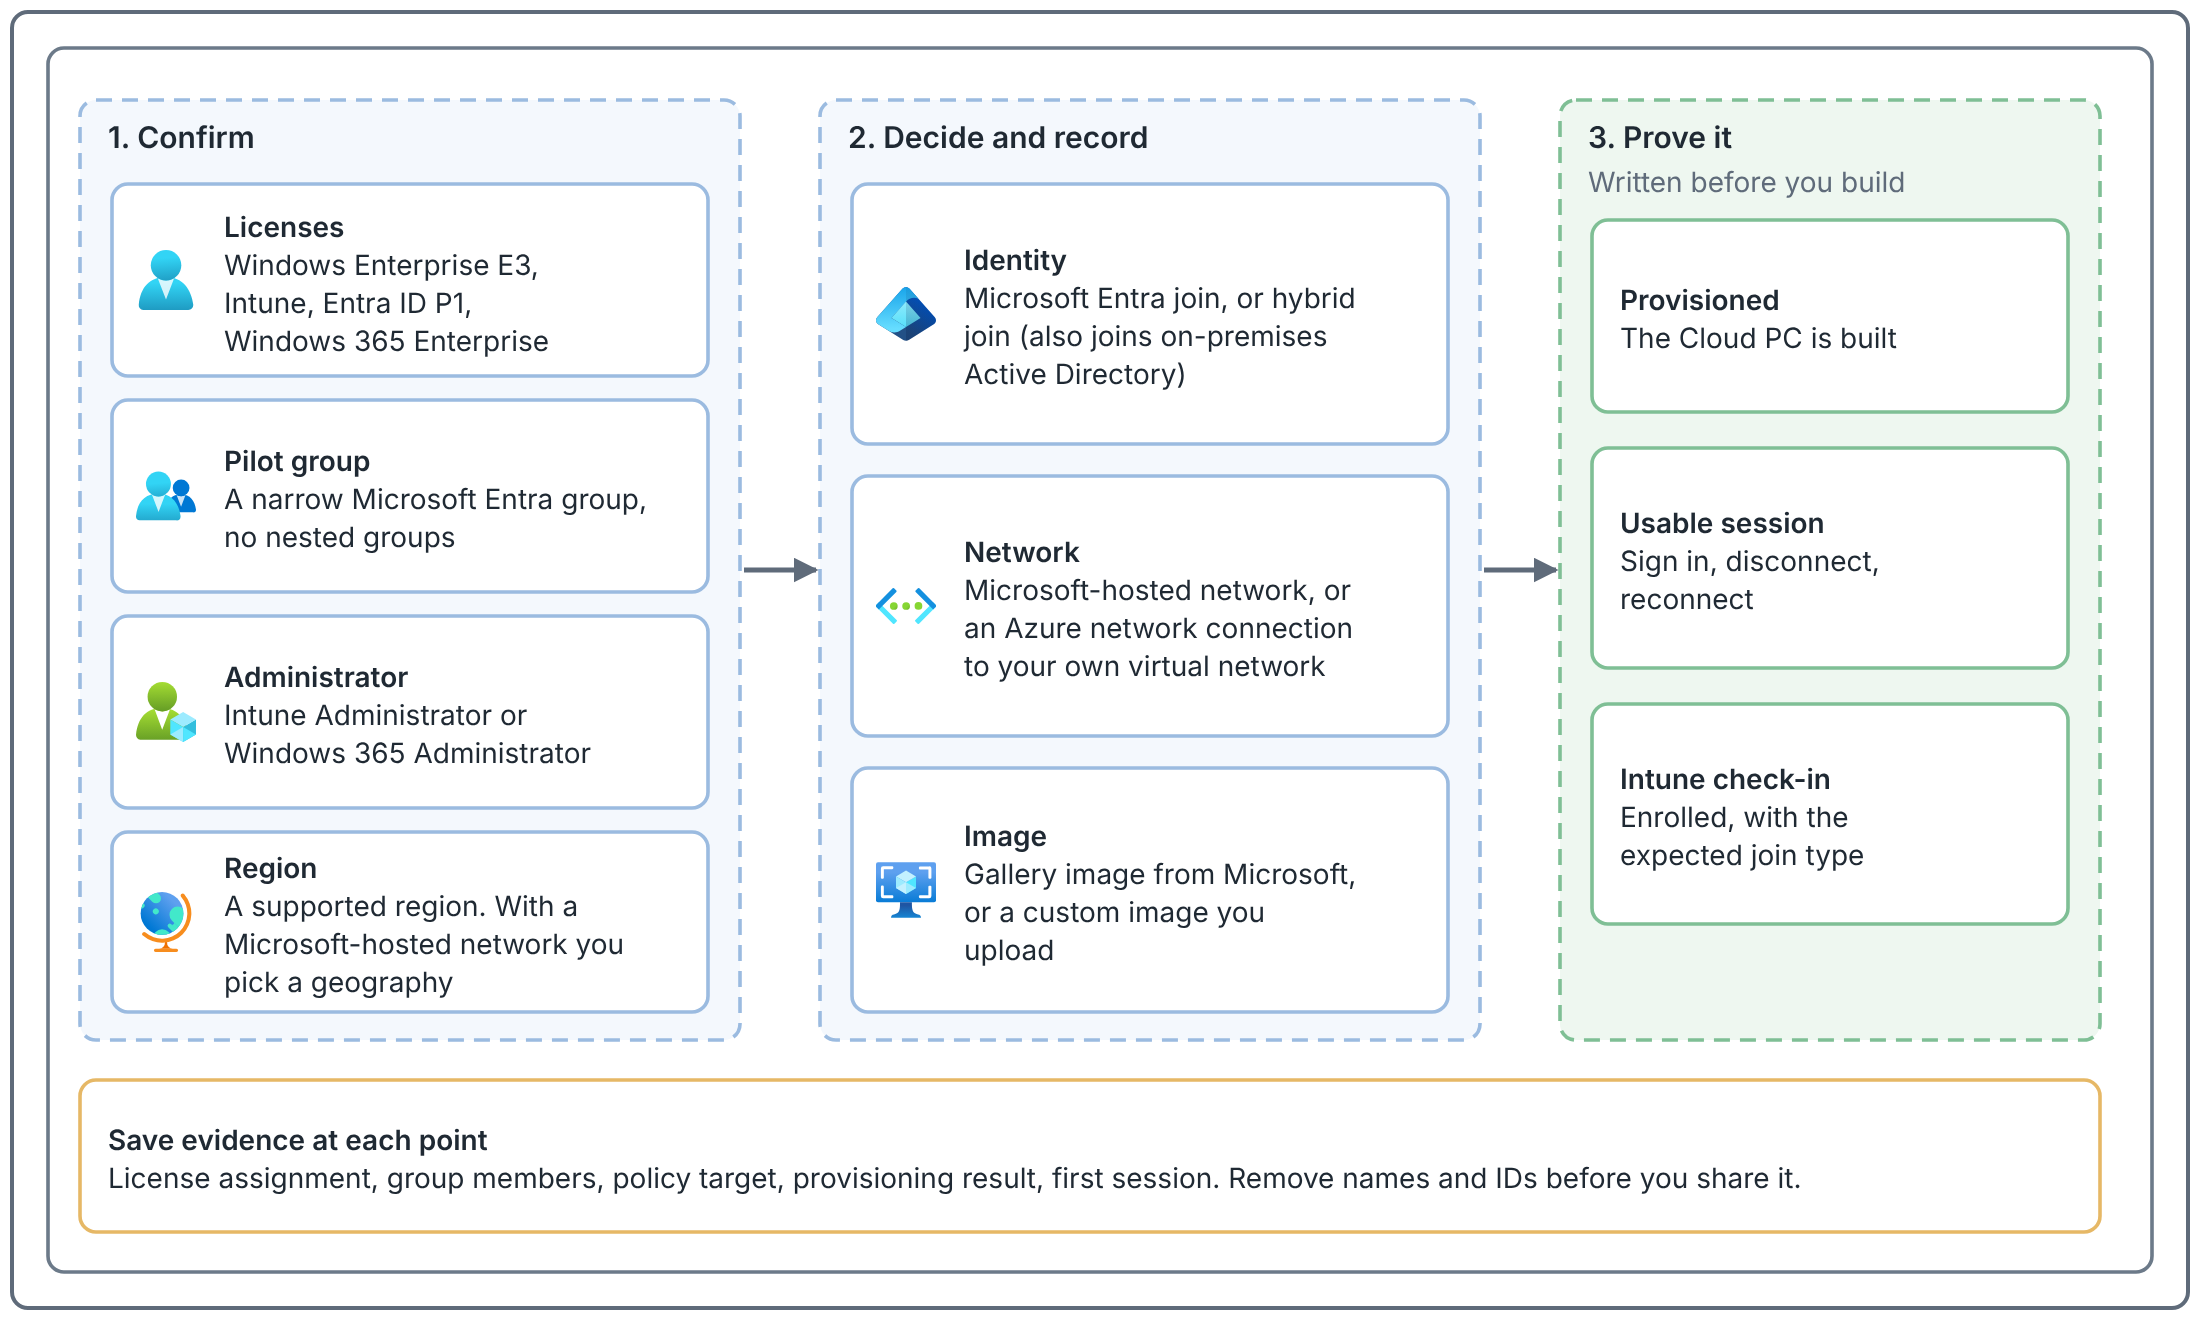 1. Confirm
Licenses
Windows Enterprise E3,
Intune, Entra ID P1,
Windows 365 Enterprise
Pilot group
A narrow Microsoft Entra group,
no nested groups
Administrator
Intune Administrator or
Windows 365 Administrator
Region
A supported region. With a
Microsoft-hosted network you
pick a geography
2. Decide and record
Identity
Microsoft Entra join, or hybrid
join (also joins on-premises
Active Directory)
Network
Microsoft-hosted network, or
an Azure network connection
to your own virtual network
Image
Gallery image from Microsoft,
or a custom image you
upload
3. Prove it
Written before you build
Provisioned
The Cloud PC is built
Usable session
Sign in, disconnect,
reconnect
Intune check-in
Enrolled, with the
expected join type
Save evidence at each point
License assignment, group members, policy target, provisioning result, first session. Remove names and IDs before you share it.